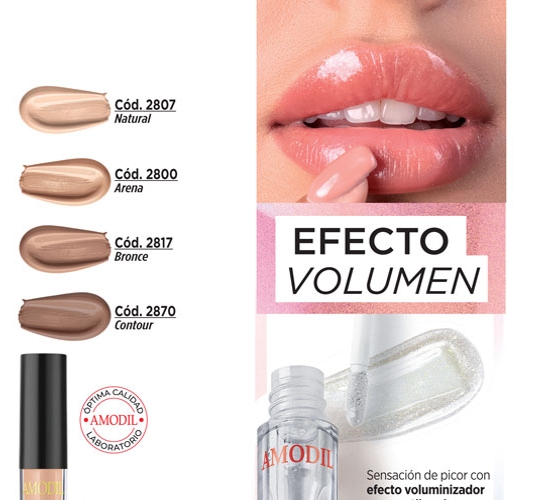 Cód. 2807
Natural
Cód. 2800
Arena
Cód. 2817
Bronce
Cód. 2870
Contour
ÓPTIMA CALIDAD
AMODIL
LABORATORIO
AMODIL
EFECTO
VOLUMEN
AMODIL
Sensación de picor con
efecto voluminizador